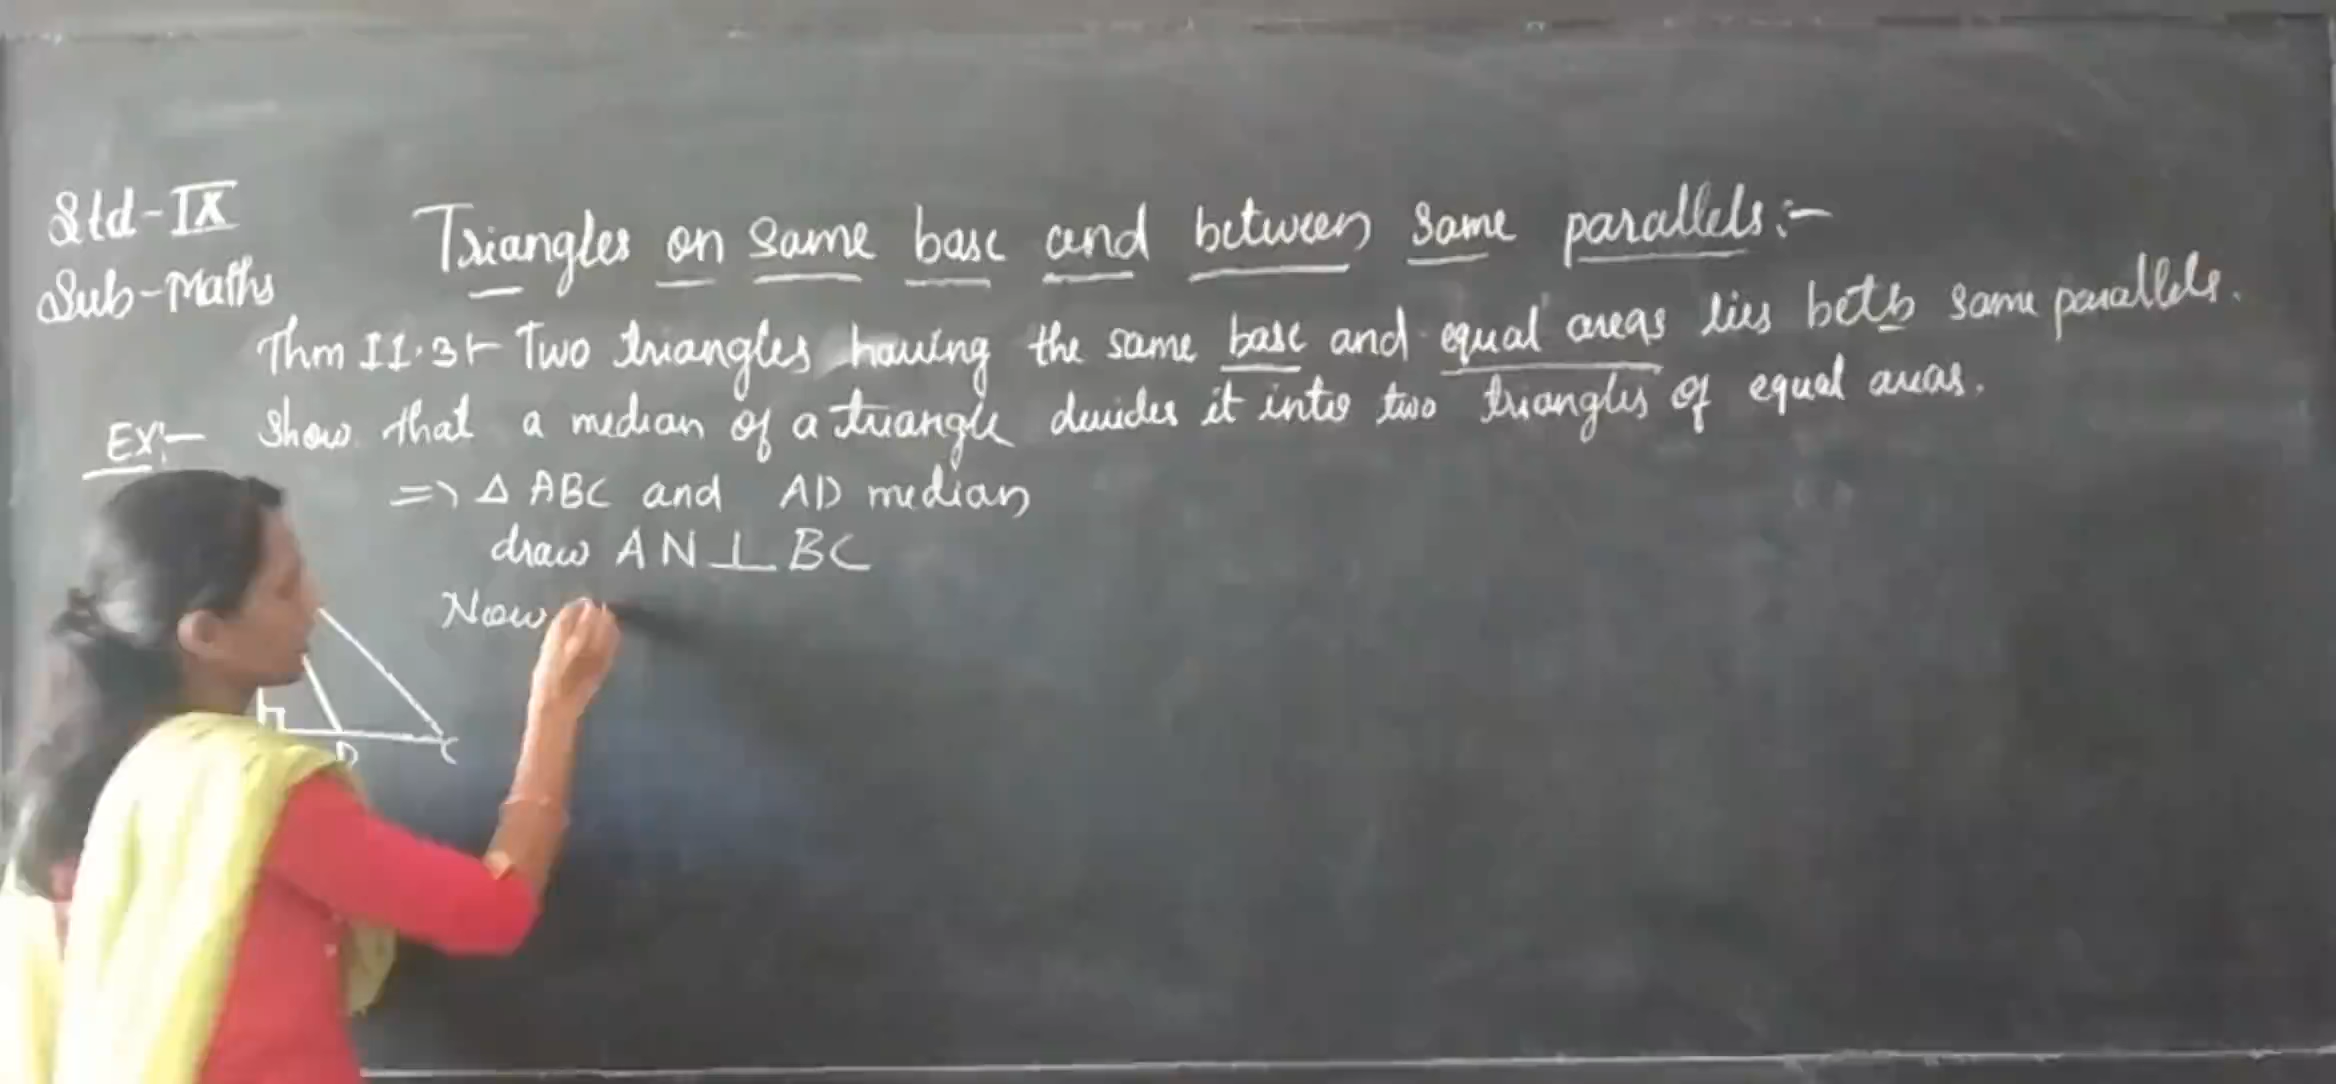 Std-IX
Sub-Maths
Triangles on same base and between same parallels:-
Thm 11.3:- Two triangles having the same base and equal areas lies betn same parallels.
Ex:- Show that a median of a triangle devides it into two triangles of equal areas.
=> Δ ABC and AD median
draw AN ⊥ BC
Now
D
C